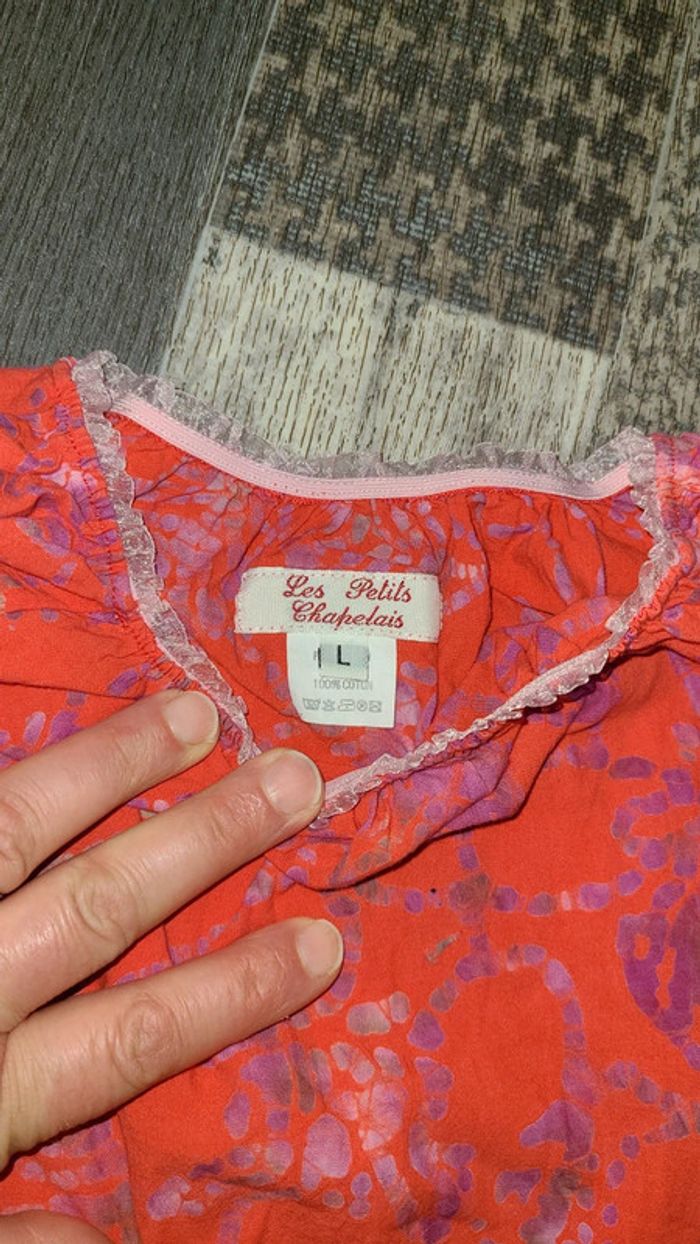 Les Petits
Chapelais
L
100% COTON